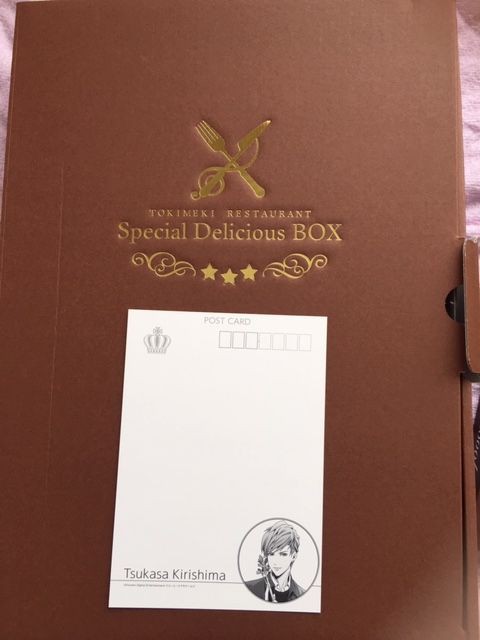 TOKIMEKI RESTAURANT
Special Delicious BOX
POST CARD
Tsukasa Kirishima